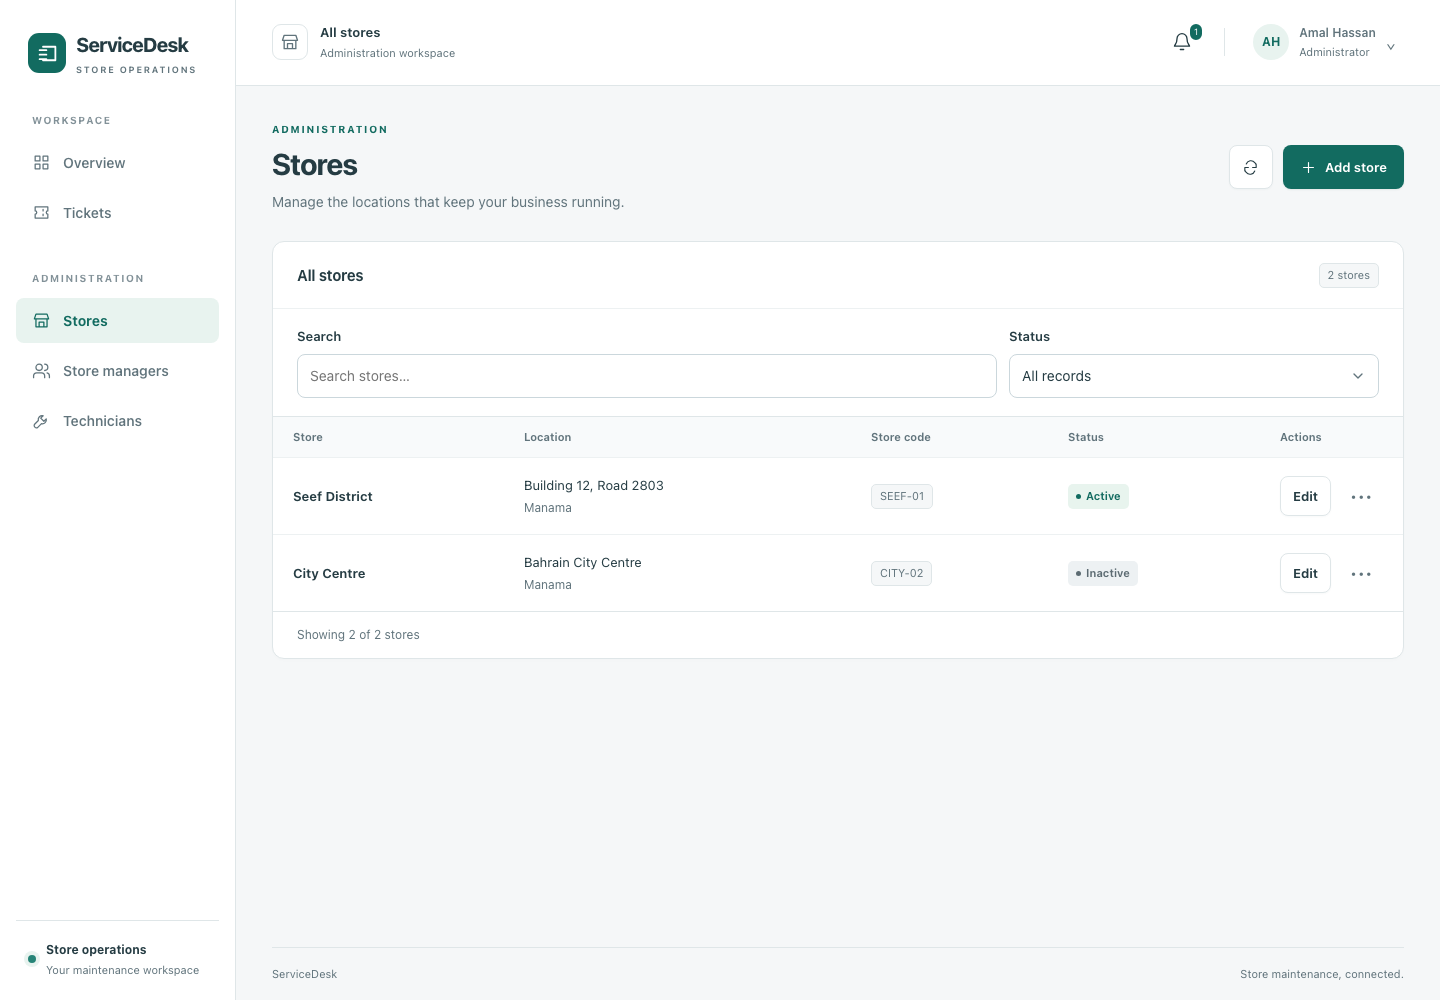 ServiceDesk
STORE OPERATIONS
WORKSPACE
Overview
Tickets
ADMINISTRATION
Stores
Store managers
Technicians
Store operations
Your maintenance workspace
All stores
Administration workspace
1
AH
Amal Hassan
Administrator
ADMINISTRATION
Stores
Manage the locations that keep your business running.
Add store
All stores
2 stores
Search
Status
Search stores...
All records
Store Location Store code Status Actions
Seef District
Building 12, Road 2803
Manama
SEEF-01
Active
Edit
City Centre
Bahrain City Centre
Manama
CITY-02
Inactive
Edit
Showing 2 of 2 stores
ServiceDesk
Store maintenance, connected.